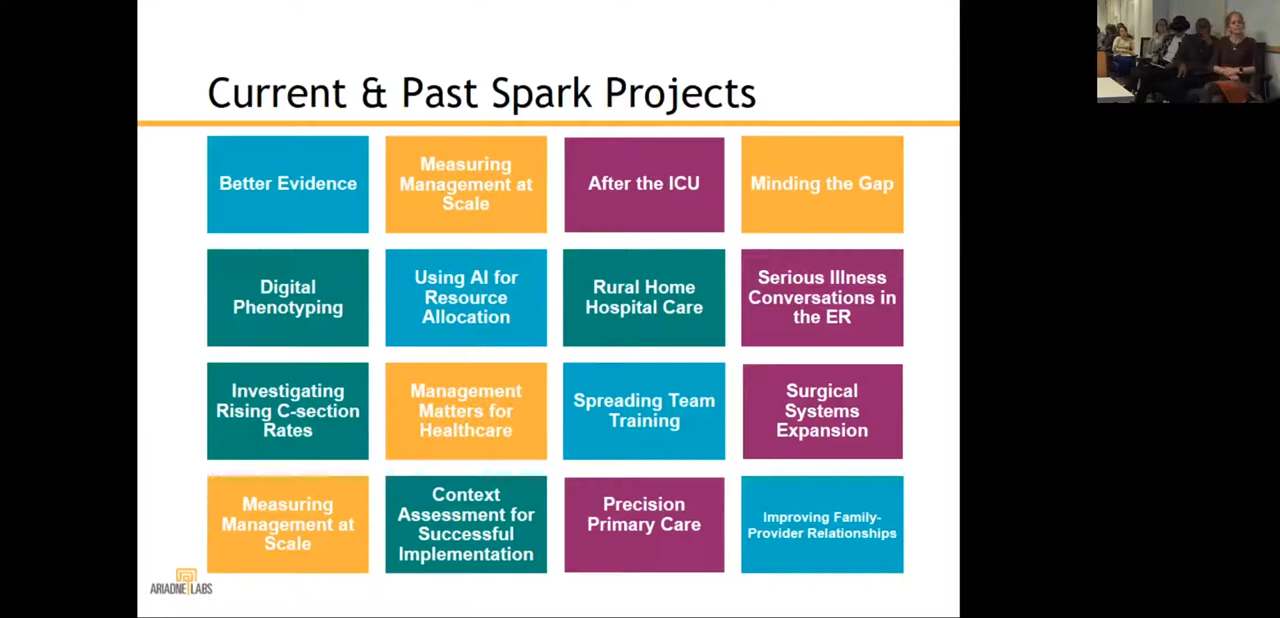 Current & Past Spark Projects
Better Evidence
Measuring
Management at
Scale
After the ICU
Minding the Gap
Digital
Phenotyping
Using AI for
Resource
Allocation
Rural Home
Hospital Care
Serious Illness
Conversations in
the ER
Investigating
Rising C-section
Rates
Management
Matters for
Healthcare
Spreading Team
Training
Surgical
Systems
Expansion
Measuring
Management at
Scale
Context
Assessment for
Successful
Implementation
Precision
Primary Care
Improving Family-
Provider Relationships
ARIADNE LABS